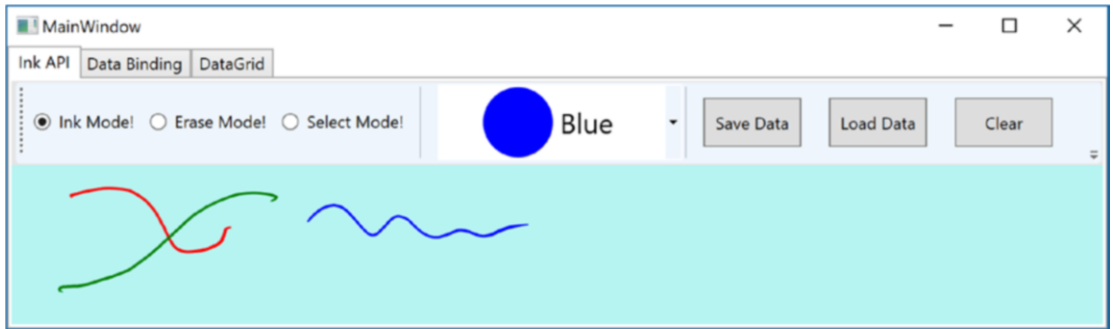 MainWindow
Ink API Data Binding DataGrid
Ink Mode! Erase Mode! Select Mode! Blue Save Data Load Data Clear